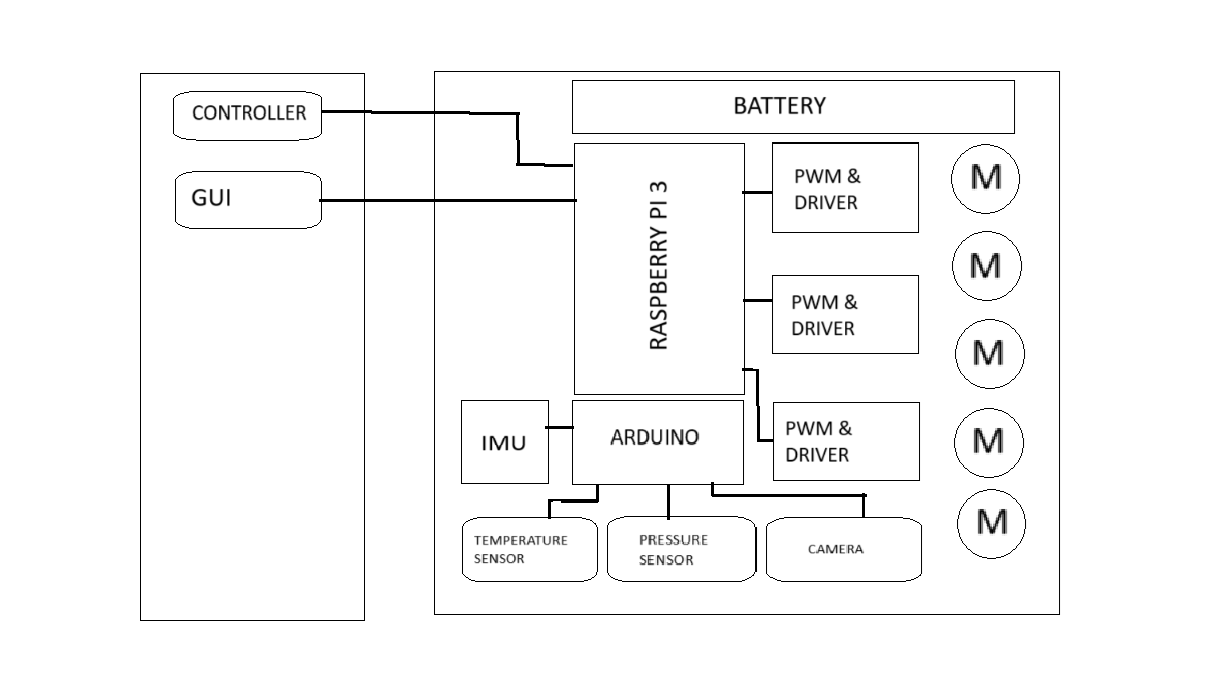 CONTROLLER
GUI
BATTERY
RASPBERRY PI 3
PWM &
DRIVER
PWM &
DRIVER
PWM &
DRIVER
M
M
M
M
M
IMU
ARDUINO
TEMPERATURE
SENSOR
PRESSURE
SENSOR
CAMERA